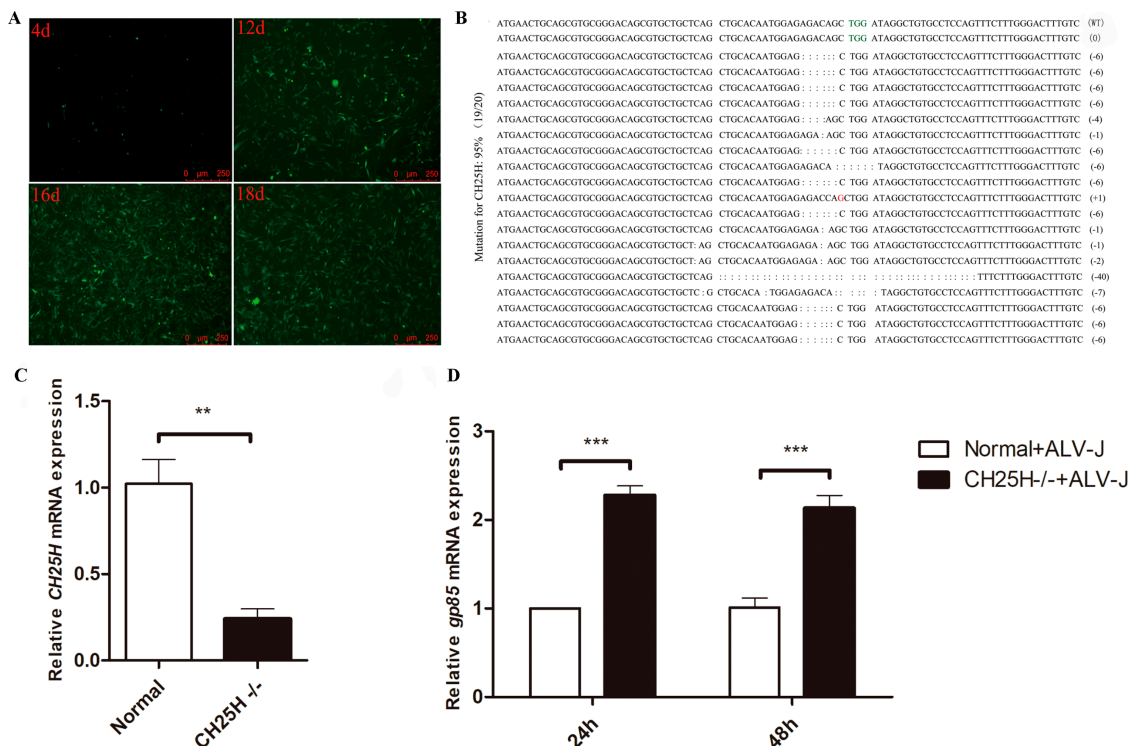 A
4d
12d
0 µm 250
0 µm 250
16d
18d
0 µm 250
0 µm 250
B
Mutation for CH25H: 95% (19/20)
ATGAACTGCAGCGTGCGGGACAGCGTGCTGCTCAG CTGCACAATGGAGAGACAGC TGG ATAGGCTGTGCCTCCAGTTTCTTTGGGACTTTGTC (WT)
ATGAACTGCAGCGTGCGGGACAGCGTGCTGCTCAG CTGCACAATGGAGAGACAGC TGG ATAGGCTGTGCCTCCAGTTTCTTTGGGACTTTGTC (0)
ATGAACTGCAGCGTGCGGGACAGCGTGCTGCTCAG CTGCACAATGGAG : : : : : : C TGG ATAGGCTGTGCCTCCAGTTTCTTTGGGACTTTGTC (-6)
ATGAACTGCAGCGTGCGGGACAGCGTGCTGCTCAG CTGCACAATGGAG : : : : : : C TGG ATAGGCTGTGCCTCCAGTTTCTTTGGGACTTTGTC (-6)
ATGAACTGCAGCGTGCGGGACAGCGTGCTGCTCAG CTGCACAATGGAG : : : : : : C TGG ATAGGCTGTGCCTCCAGTTTCTTTGGGACTTTGTC (-6)
ATGAACTGCAGCGTGCGGGACAGCGTGCTGCTCAG CTGCACAATGGAG : : : : : : C TGG ATAGGCTGTGCCTCCAGTTTCTTTGGGACTTTGTC (-6)
ATGAACTGCAGCGTGCGGGACAGCGTGCTGCTCAG CTGCACAATGGAG : : : : AGC TGG ATAGGCTGTGCCTCCAGTTTCTTTGGGACTTTGTC (-4)
ATGAACTGCAGCGTGCGGGACAGCGTGCTGCTCAG CTGCACAATGGAGAGA : AGC TGG ATAGGCTGTGCCTCCAGTTTCTTTGGGACTTTGTC (-1)
ATGAACTGCAGCGTGCGGGACAGCGTGCTGCTCAG CTGCACAATGGAG : : : : : : C TGG ATAGGCTGTGCCTCCAGTTTCTTTGGGACTTTGTC (-6)
ATGAACTGCAGCGTGCGGGACAGCGTGCTGCTCAG CTGCACAATGGAGAGACA : : : : : : TAGGCTGTGCCTCCAGTTTCTTTGGGACTTTGTC (-6)
ATGAACTGCAGCGTGCGGGACAGCGTGCTGCTCAG CTGCACAATGGAG : : : : : : C TGG ATAGGCTGTGCCTCCAGTTTCTTTGGGACTTTGTC (-6)
ATGAACTGCAGCGTGCGGGACAGCGTGCTGCTCAG CTGCACAATGGAGAGACCAGCTGG ATAGGCTGTGCCTCCAGTTTCTTTGGGACTTTGTC (+1)
ATGAACTGCAGCGTGCGGGACAGCGTGCTGCTCAG CTGCACAATGGAG : : : : : : C TGG ATAGGCTGTGCCTCCAGTTTCTTTGGGACTTTGTC (-6)
ATGAACTGCAGCGTGCGGGACAGCGTGCTGCTCAG CTGCACAATGGAGAGA : AGC TGG ATAGGCTGTGCCTCCAGTTTCTTTGGGACTTTGTC (-1)
ATGAACTGCAGCGTGCGGGACAGCGTGCTGCT: AG CTGCACAATGGAGAGA : AGC TGG ATAGGCTGTGCCTCCAGTTTCTTTGGGACTTTGTC (-1)
ATGAACTGCAGCGTGCGGGACAGCGTGCTGCT: AG CTGCACAATGGAGAGA : AGC TGG ATAGGCTGTGCCTCCAGTTTCTTTGGGACTTTGTC (-2)
ATGAACTGCAGCGTGCGGGACAGCGTGCTGCTCAG : : : : : : : : : : : : : : : : : : : : : : : : : : : : : : : : : : : : : : : : TTTCTTTGGGACTTTGTC (-40)
ATGAACTGCAGCGTGCGGGACAGCGTGCTGCTC : G CTGCACA : TGGAGAGACA : : : : : : TAGGCTGTGCCTCCAGTTTCTTTGGGACTTTGTC (-7)
ATGAACTGCAGCGTGCGGGACAGCGTGCTGCTCAG CTGCACAATGGAG : : : : : : C TGG ATAGGCTGTGCCTCCAGTTTCTTTGGGACTTTGTC (-6)
ATGAACTGCAGCGTGCGGGACAGCGTGCTGCTCAG CTGCACAATGGAG : : : : : : C TGG ATAGGCTGTGCCTCCAGTTTCTTTGGGACTTTGTC (-6)
ATGAACTGCAGCGTGCGGGACAGCGTGCTGCTCAG CTGCACAATGGAG : : : : : : C TGG ATAGGCTGTGCCTCCAGTTTCTTTGGGACTTTGTC (-6)
C
Relative CH25H mRNA expression
1.5
1.0
0.5
0.0
**
Normal
CH25H -/-
D
Relative gp85 mRNA expression
3
2
1
0
***
***
24h
48h
Normal+ALV-J
CH25H-/-+ALV-J